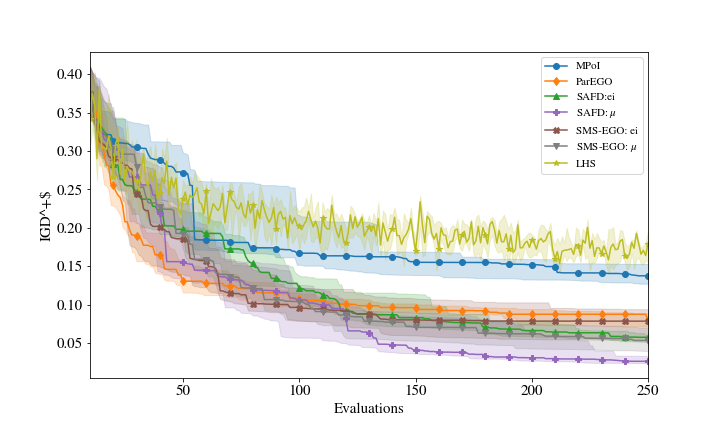 0.40
0.35
0.30
0.25
0.20
0.15
0.10
0.05
IGD^+$
50
100
150
200
250
Evaluations
MPoI
ParEGO
SAFD:ei
SAFD: μ
SMS-EGO: ei
SMS-EGO: μ
LHS